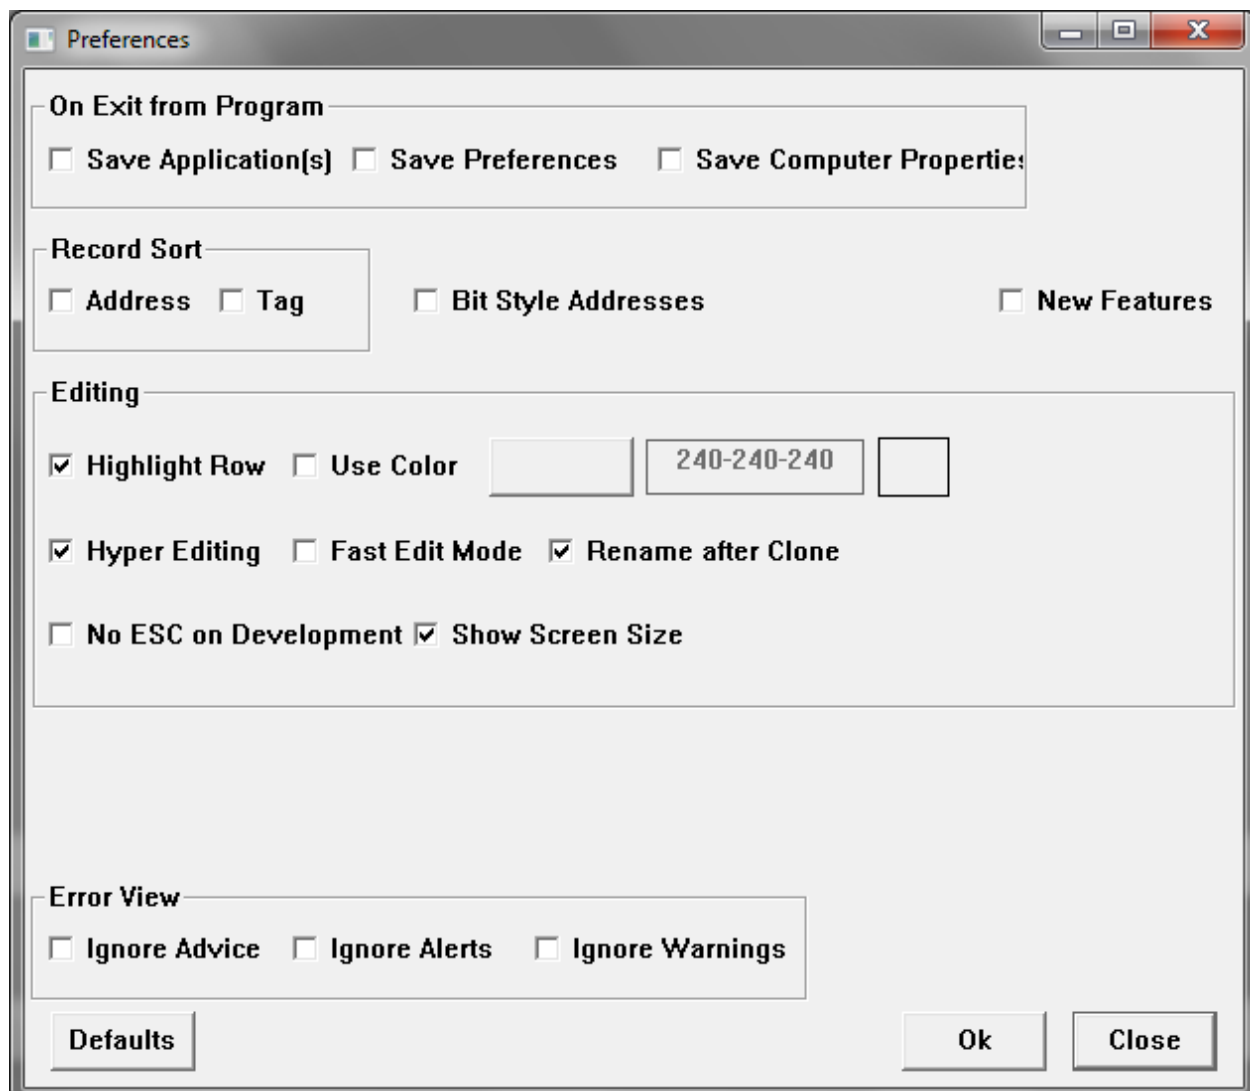 Preferences
On Exit from Program
Save Application(s) Save Preferences Save Computer Properties
Record Sort
Address Tag Bit Style Addresses New Features
Editing
Highlight Row Use Color 240-240-240
Hyper Editing Fast Edit Mode Rename after Clone
No ESC on Development Show Screen Size
Error View
Ignore Advice Ignore Alerts Ignore Warnings
Defaults Ok Close